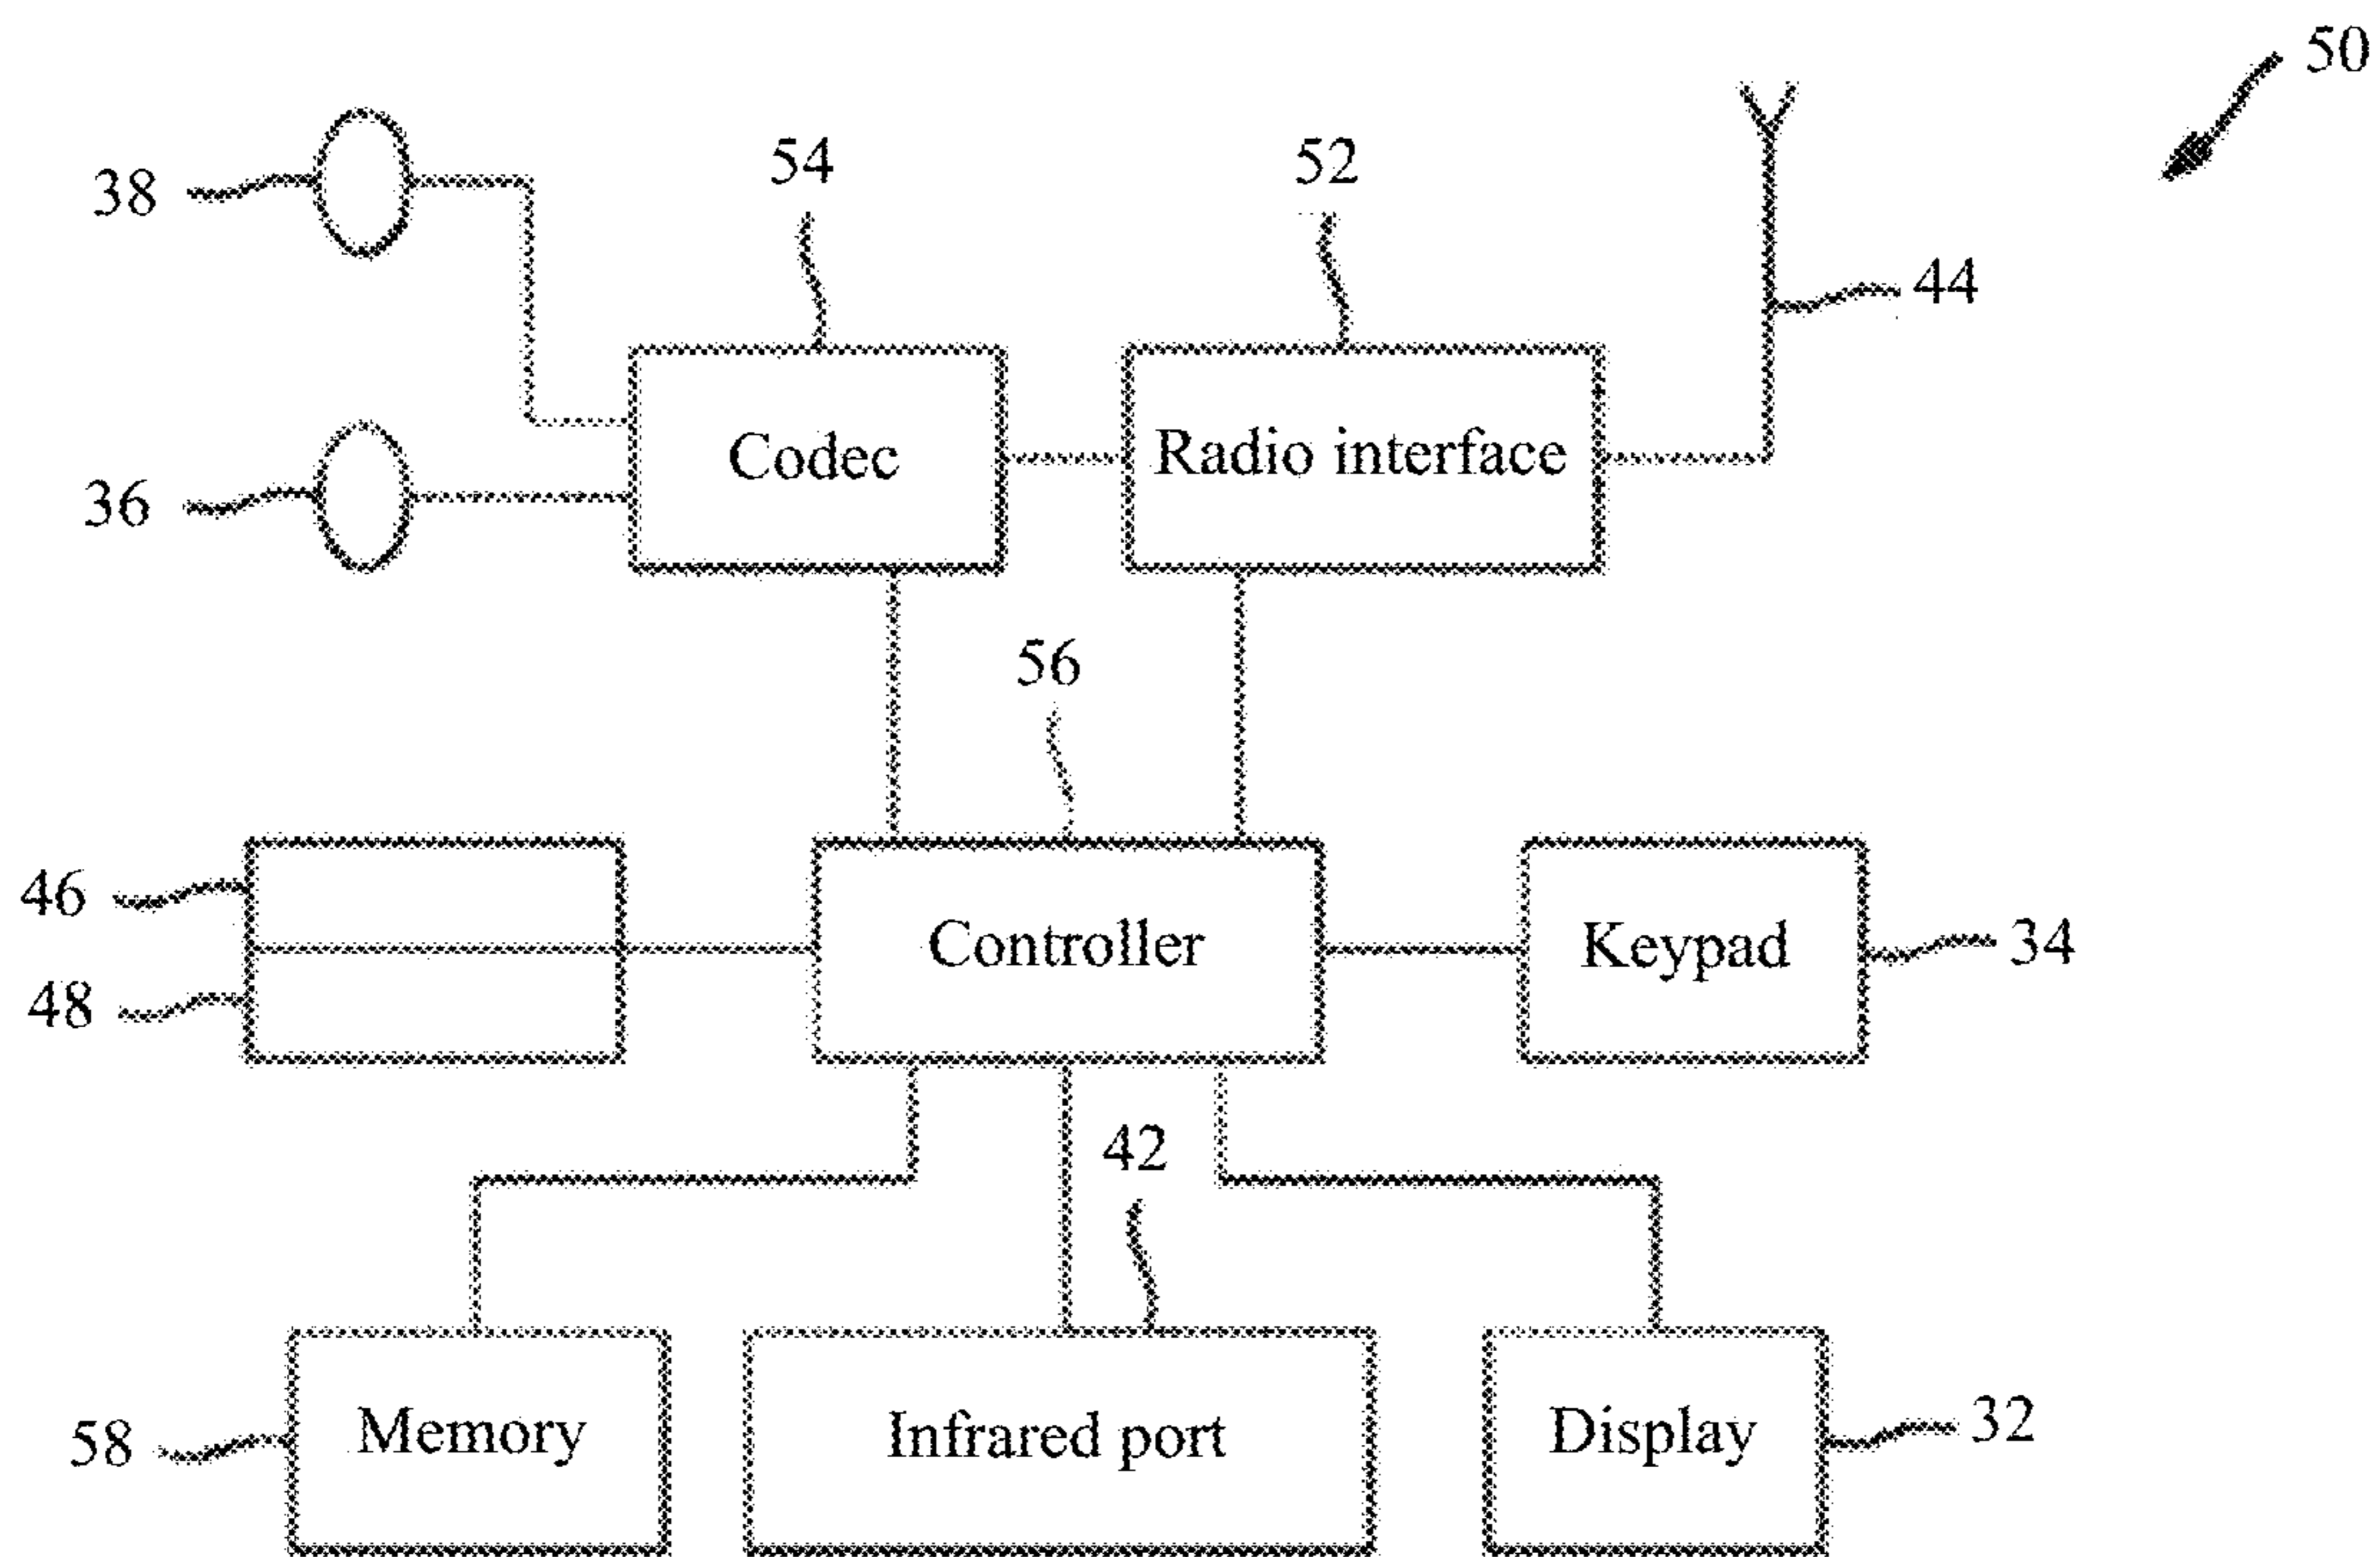 50
54
52
38
44
Codec
Radio interface
36
56
46
Controller
Keypad
34
48
42
Memory
Infrared port
Display
32
58